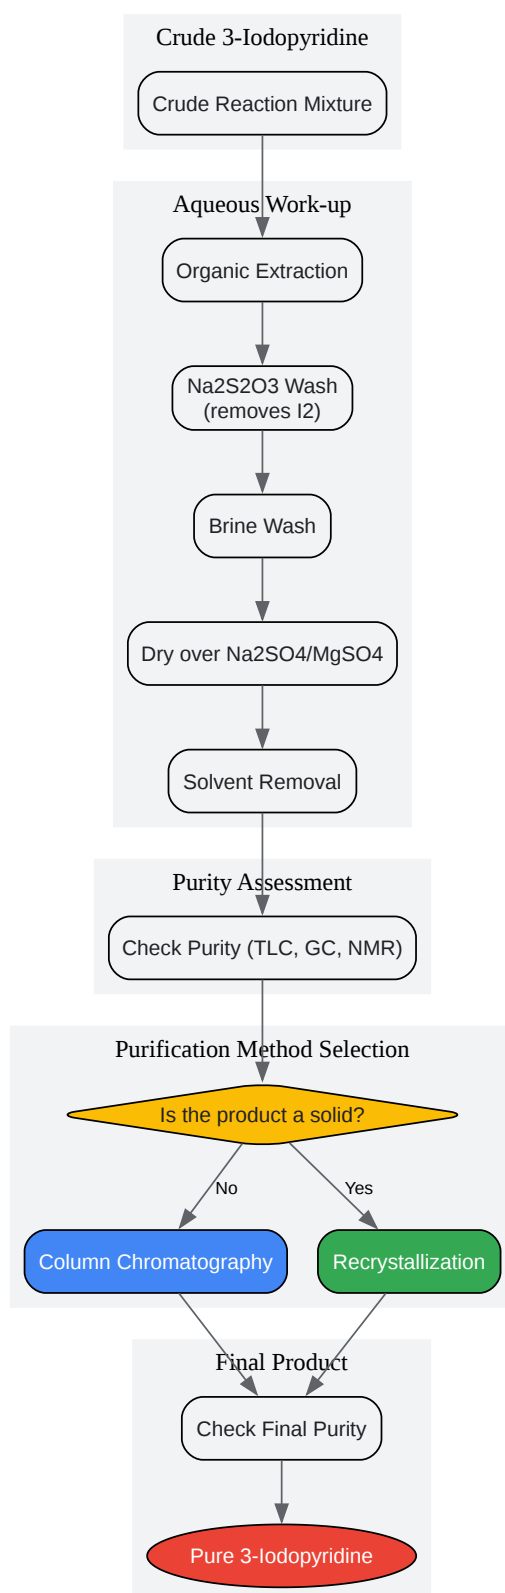 Crude 3-Iodopyridine
Crude Reaction Mixture
Aqueous Work-up
Organic Extraction
Na2S2O3 Wash
(removes I2)
Brine Wash
Dry over Na2SO4/MgSO4
Solvent Removal
Purity Assessment
Check Purity (TLC, GC, NMR)
Purification Method Selection
Is the product a solid?
No
Yes
Column Chromatography
Recrystallization
Final Product
Check Final Purity
Pure 3-Iodopyridine